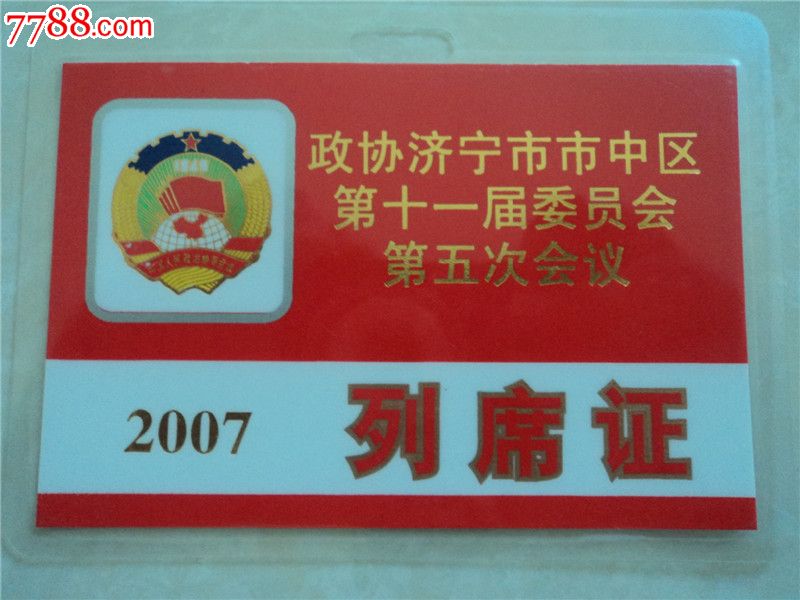 7788.com
政协济宁市市中区
第十一届委员会
第五次会议
2007
列席证